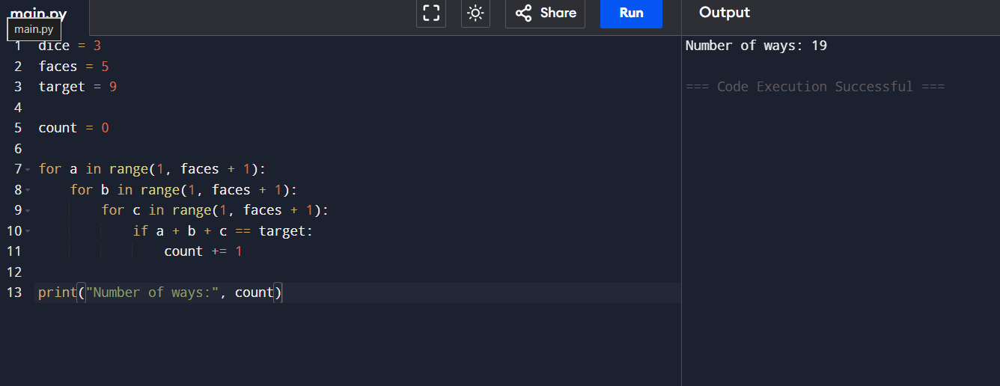 main.py
main.py
Share
Run
Output
1 dice = 3
2 faces = 5
3 target = 9
4
5 count = 0
6
7 for a in range(1, faces + 1):
8     for b in range(1, faces + 1):
9         for c in range(1, faces + 1):
10             if a + b + c == target:
11                 count += 1
12
13 print("Number of ways:", count)
Number of ways: 19
=== Code Execution Successful ===